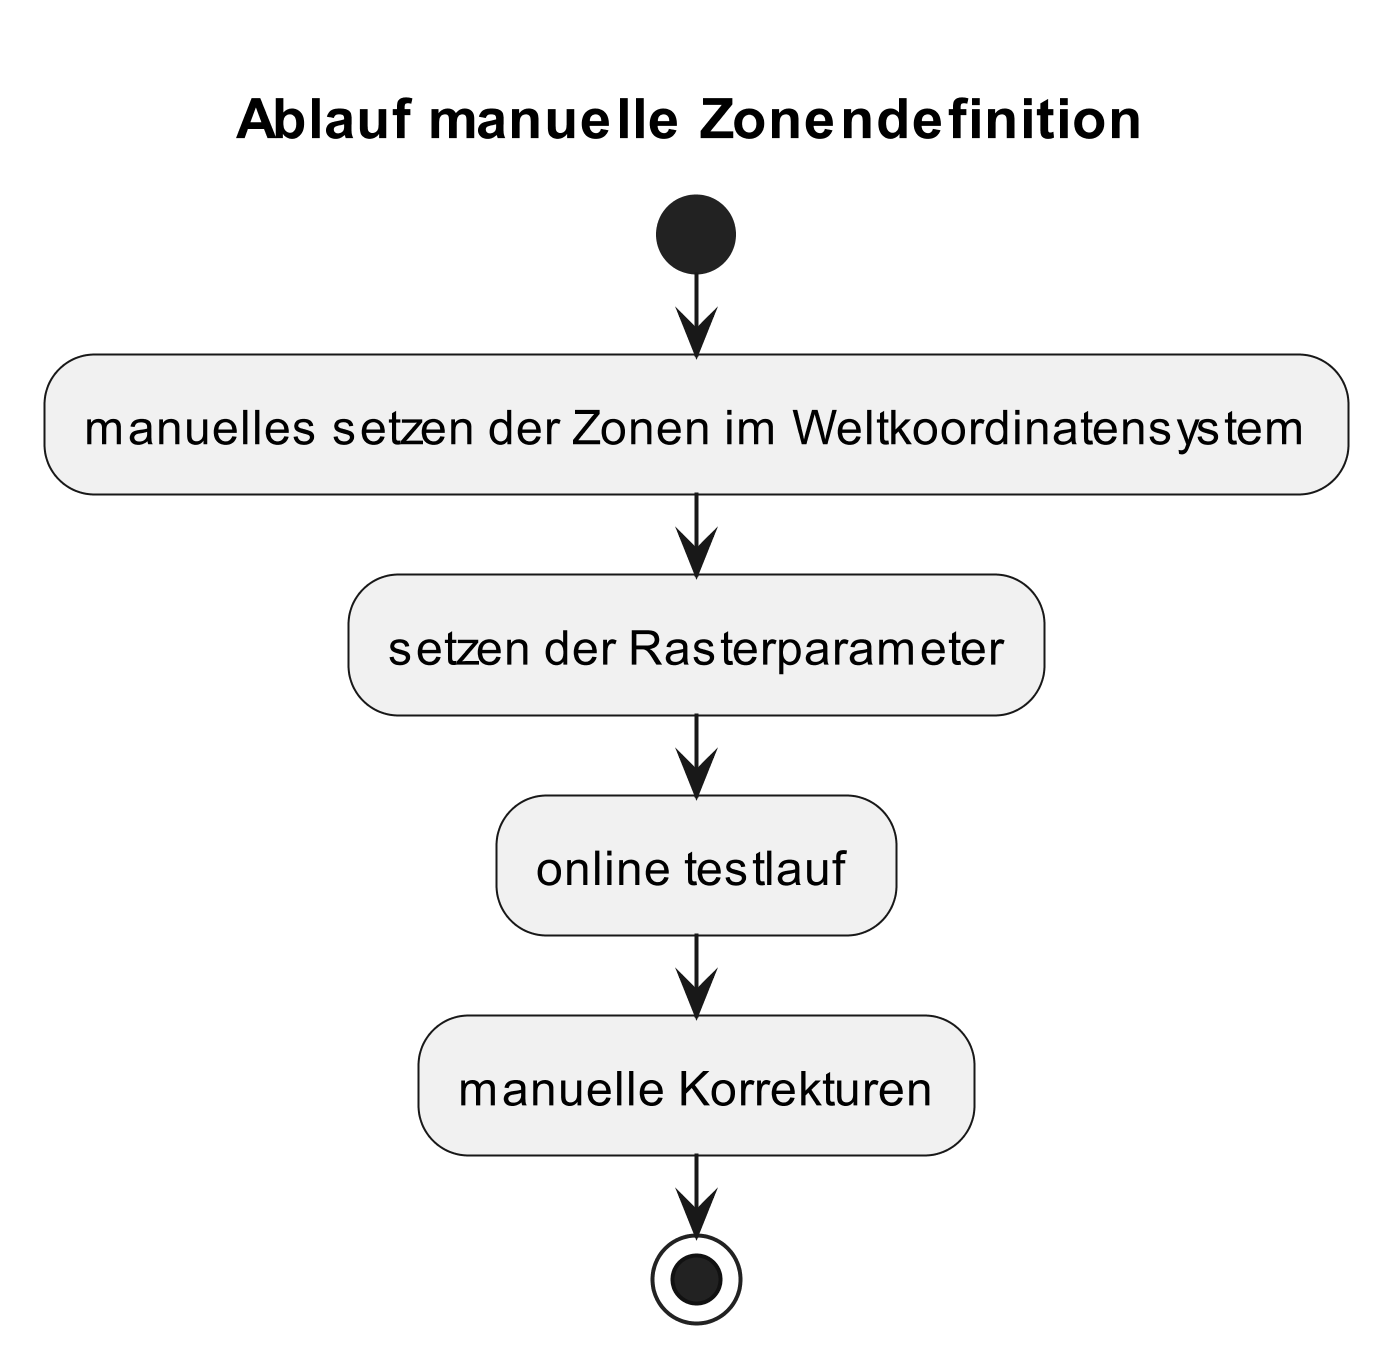 Ablauf manuelle Zonendefinition
manuelles setzen der Zonen im Weltkoordinatensystem
setzen der Rasterparameter
online testlauf
manuelle Korrekturen